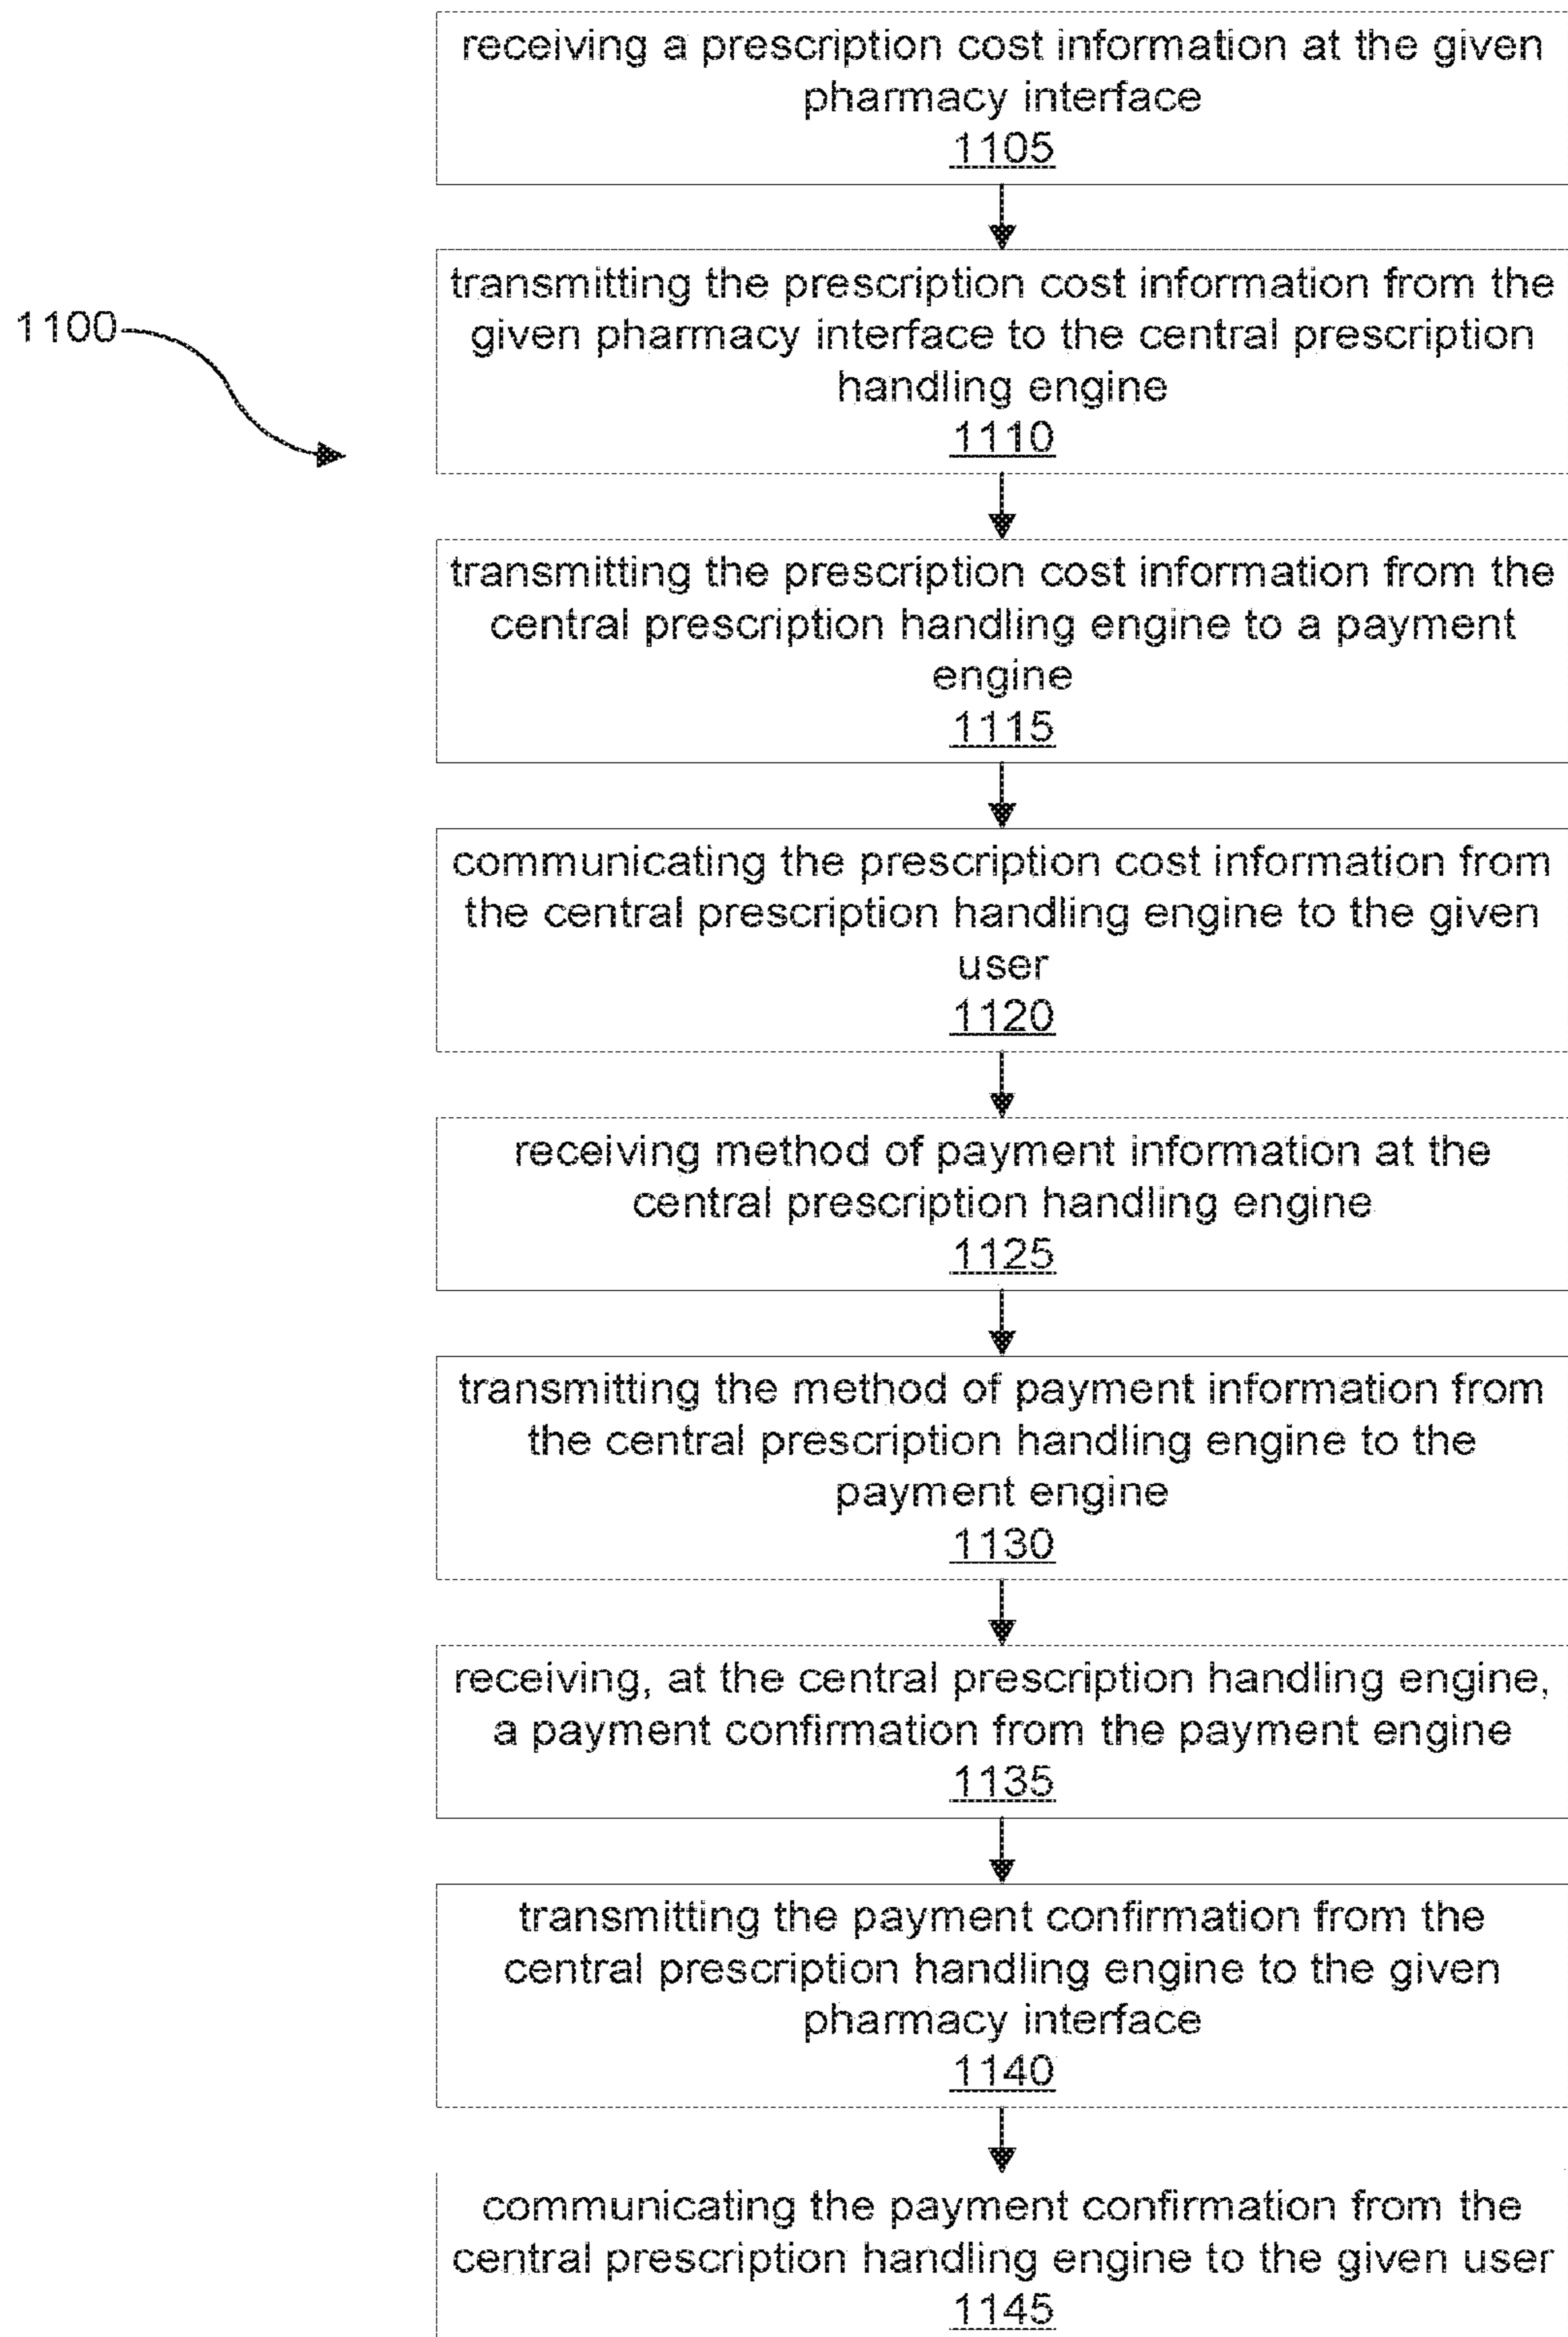 receiving a prescription cost information at the given
pharmacy interface
1105
transmitting the prescription cost information from the
given pharmacy interface to the central prescription
handling engine
1110
1100
transmitting the prescription cost information from the
central prescription handling engine to a payment
engine
1115
communicating the prescription cost information from
the central prescription handling engine to the given
user
1120
receiving method of payment information at the
central prescription handling engine
1125
transmitting the method of payment information from
the central prescription handling engine to the
payment engine
1130
receiving, at the central prescription handling engine,
a payment confirmation from the payment engine
1135
transmitting the payment confirmation from the
central prescription handling engine to the given
pharmacy interface
1140
communicating the payment confirmation from the
central prescription handling engine to the given user
1145